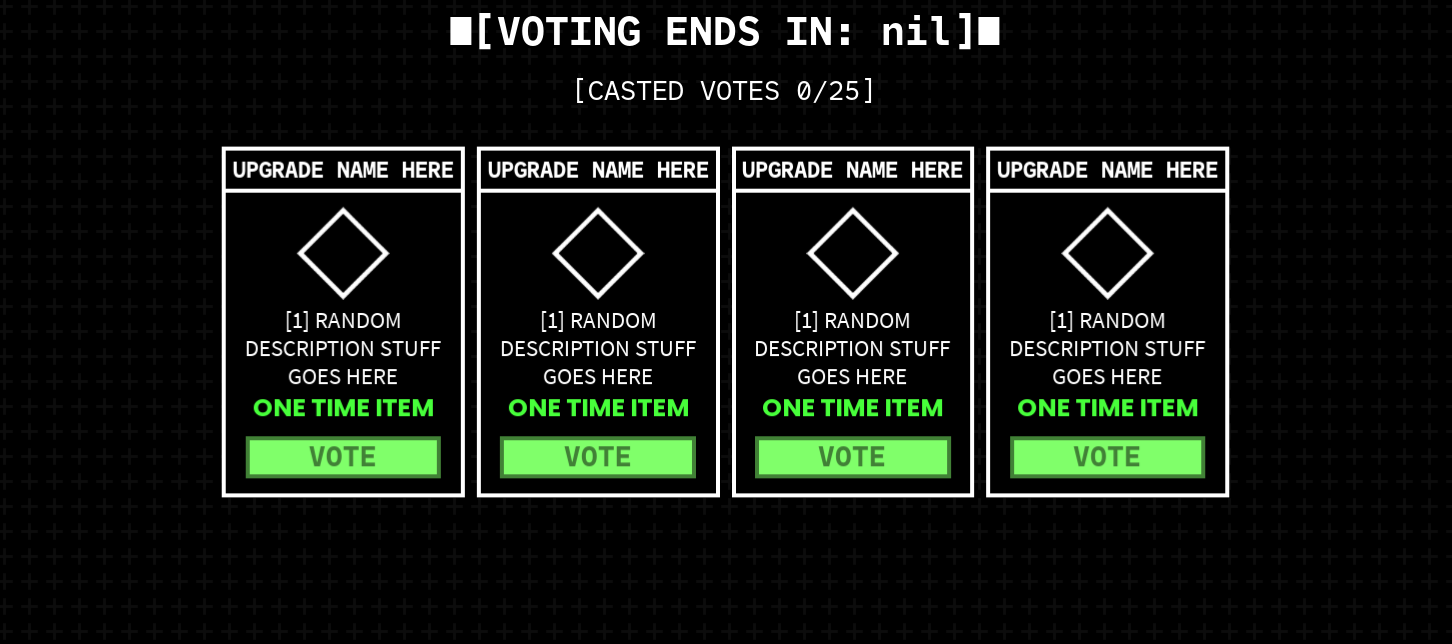 ■[VOTING ENDS IN: nil]■
[CASTED VOTES 0/25]
UPGRADE NAME HERE
[1] RANDOM
DESCRIPTION STUFF
GOES HERE
ONE TIME ITEM
VOTE
UPGRADE NAME HERE
[1] RANDOM
DESCRIPTION STUFF
GOES HERE
ONE TIME ITEM
VOTE
UPGRADE NAME HERE
[1] RANDOM
DESCRIPTION STUFF
GOES HERE
ONE TIME ITEM
VOTE
UPGRADE NAME HERE
[1] RANDOM
DESCRIPTION STUFF
GOES HERE
ONE TIME ITEM
VOTE